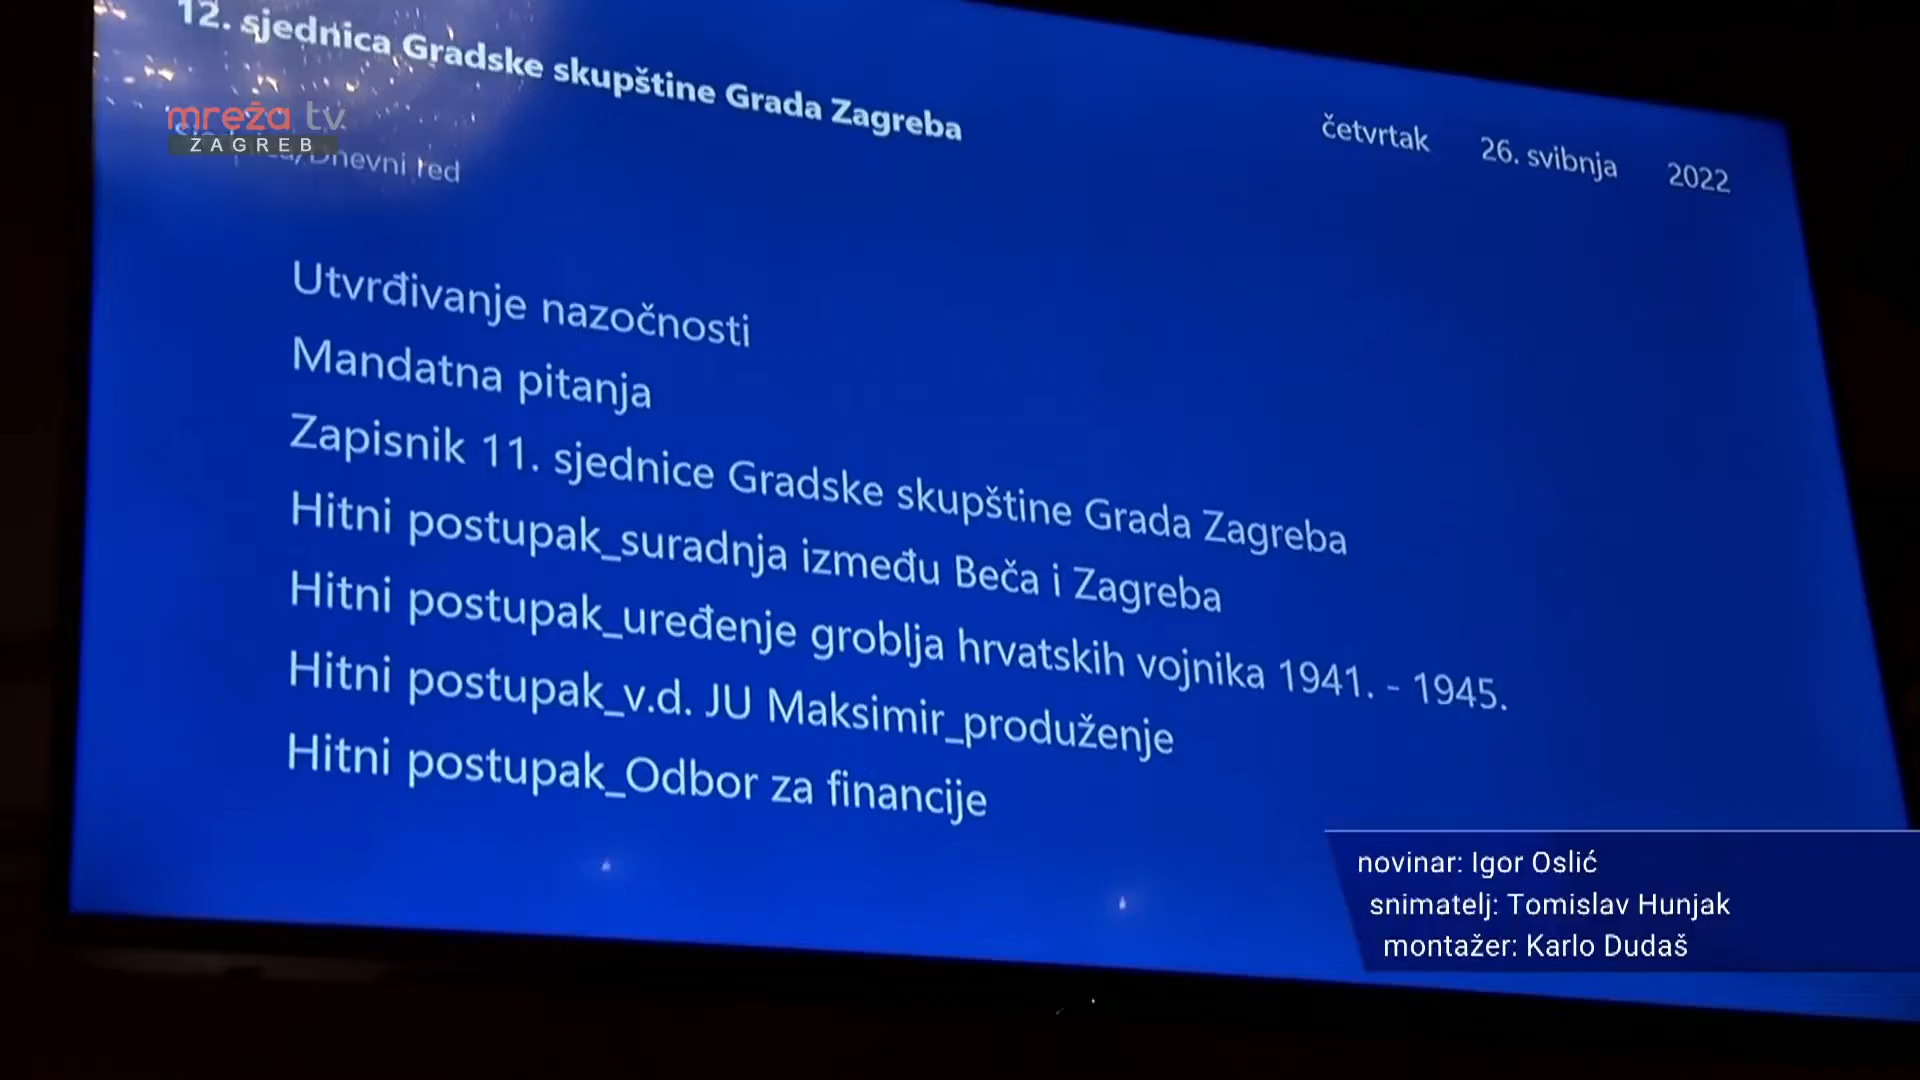 12. sjednica Gradske skupštine Grada Zagreba
četvrtak 26. svibnja 2022
mreža tv
ZAGREB
Dnevni red
Utvrđivanje nazočnosti
Mandatna pitanja
Zapisnik 11. sjednice Gradske skupštine Grada Zagreba
Hitni postupak_suradnja između Beča i Zagreba
Hitni postupak_uređenje groblja hrvatskih vojnika 1941. - 1945.
Hitni postupak_v.d. JU Maksimir_produženje
Hitni postupak_Odbor za financije
novinar: Igor Oslić
snimatelj: Tomislav Hunjak
montažer: Karlo Dudaš